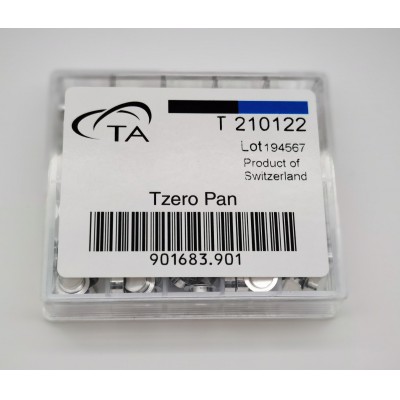 TA
T 210122
Lot 194567
Product of
Switzerland
Tzero Pan
901683.901